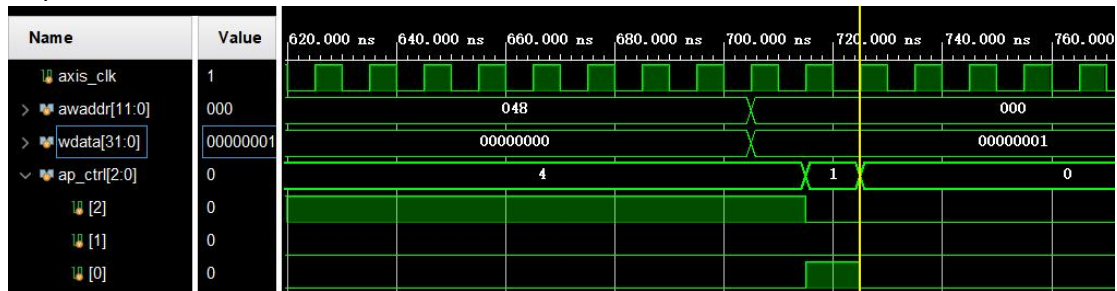 Name Value 620.000 ns 640.000 ns 660.000 ns 680.000 ns 700.000 ns 720.000 ns 740.000 ns 760.000
axis_clk 1
awaddr[11:0] 000 048 000
wdata[31:0] 00000001 00000000 00000001
ap_ctrl[2:0] 0 4 1 0
[2] 0
[1] 0
[0] 0